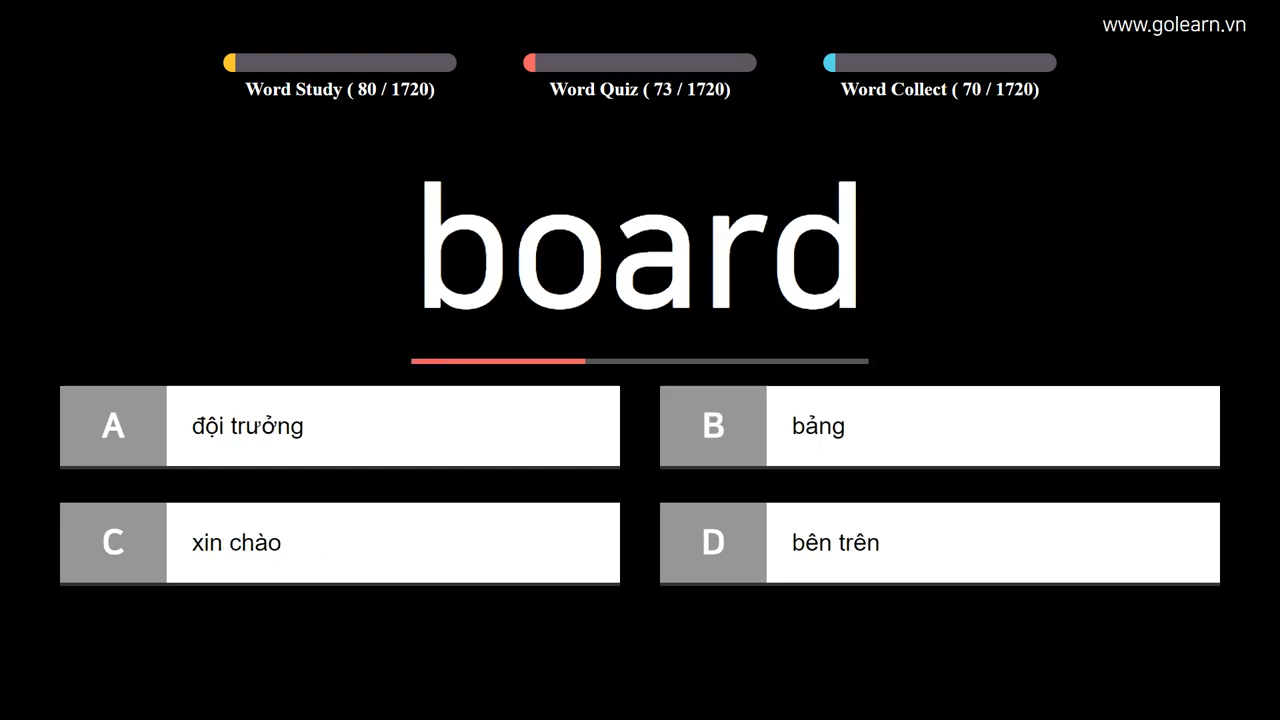 www.golearn.vn
Word Study ( 80 / 1720)
Word Quiz ( 73 / 1720)
Word Collect ( 70 / 1720)
board
A đội trưởng
B bảng
C xin chào
D bên trên